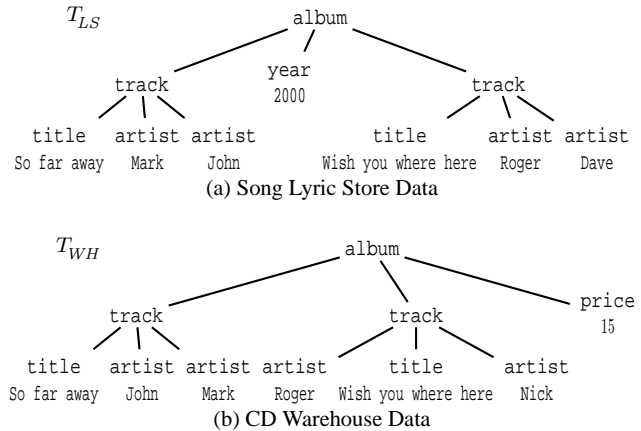 T_LS album
year
2000
track track
title artist artist title artist artist
So far away Mark John Wish you where here Roger Dave
(a) Song Lyric Store Data
T_WH album
track track price
15
title artist artist artist title artist
So far away John Mark Roger Wish you where here Nick
(b) CD Warehouse Data